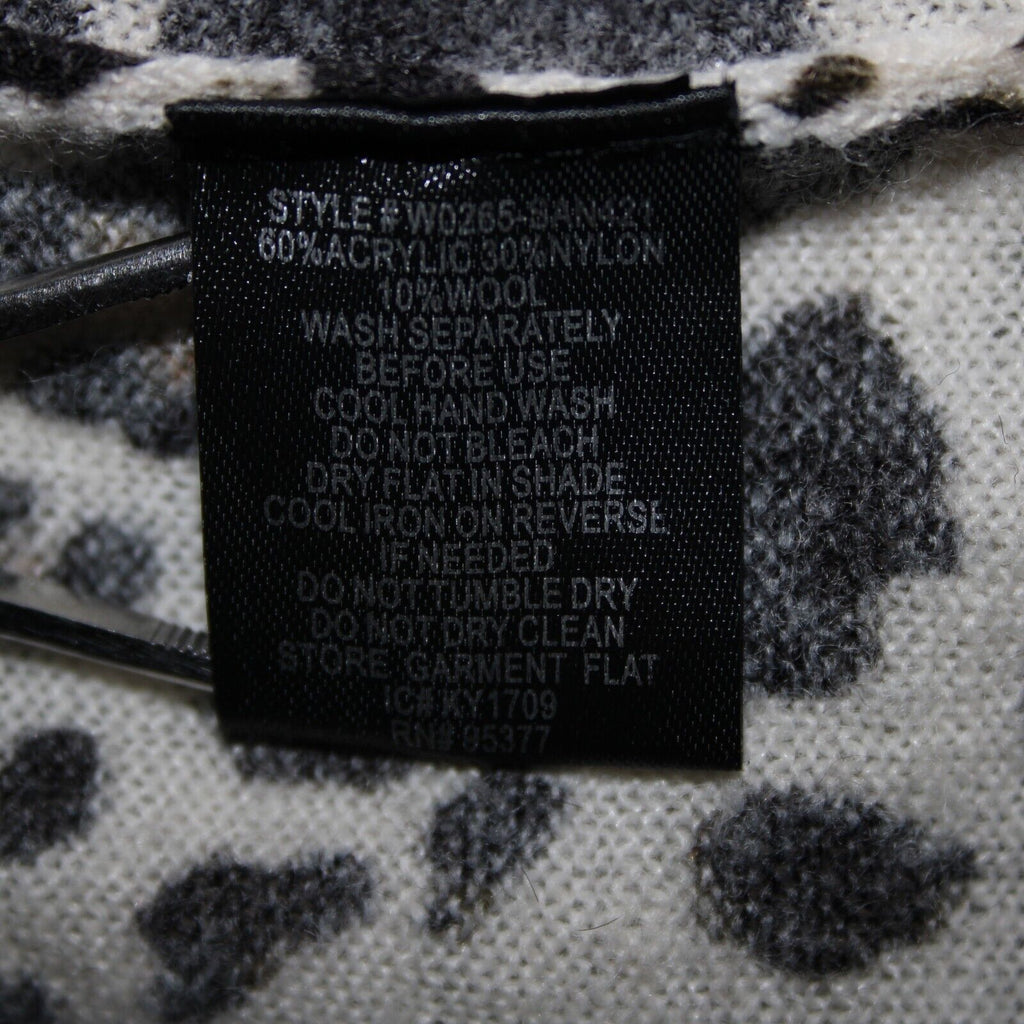 STYLE # W0265-SAN421
60%ACRYLIC 30%NYLON
10%WOOL
WASH SEPARATELY
BEFORE USE
COOL HAND WASH
DO NOT BLEACH
DRY FLAT IN SHADE
COOL IRON ON REVERSE
IF NEEDED
DO NOT TUMBLE DRY
DO NOT DRY CLEAN
STORE GARMENT FLAT
IC# KY1709
RN# 95377